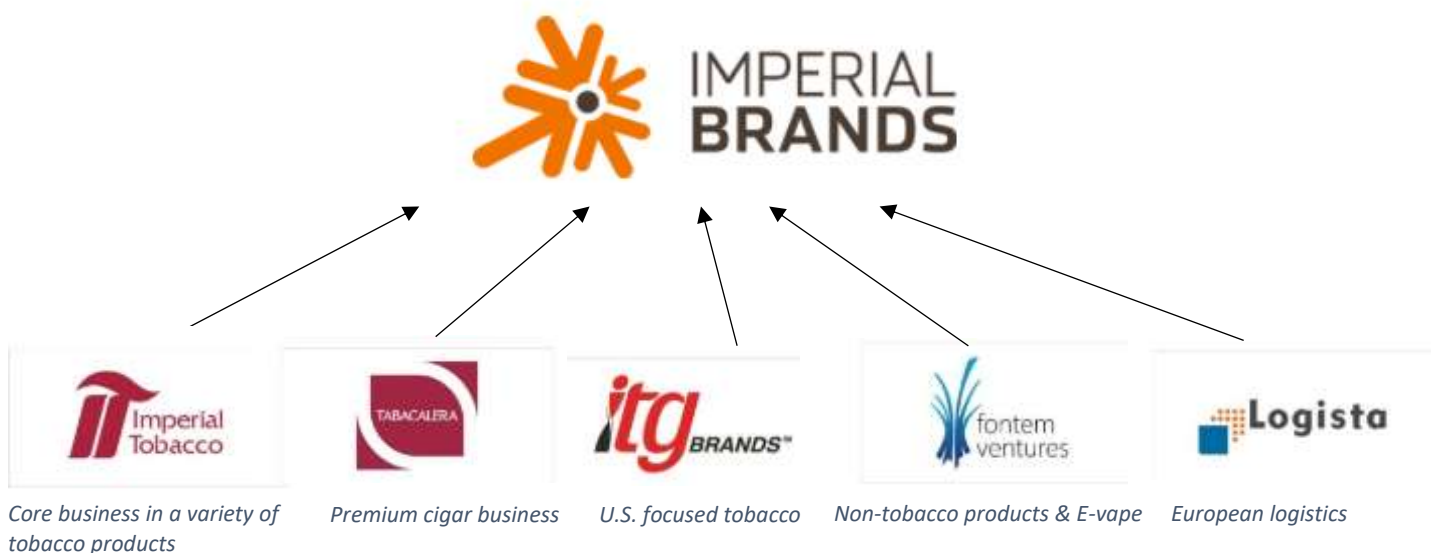 IMPERIAL
BRANDS
Imperial
Tobacco
TABACALERA
itg BRANDS™
fontem
ventures
Logista
Core business in a variety of
tobacco products
Premium cigar business
U.S. focused tobacco
Non-tobacco products & E-vape
European logistics